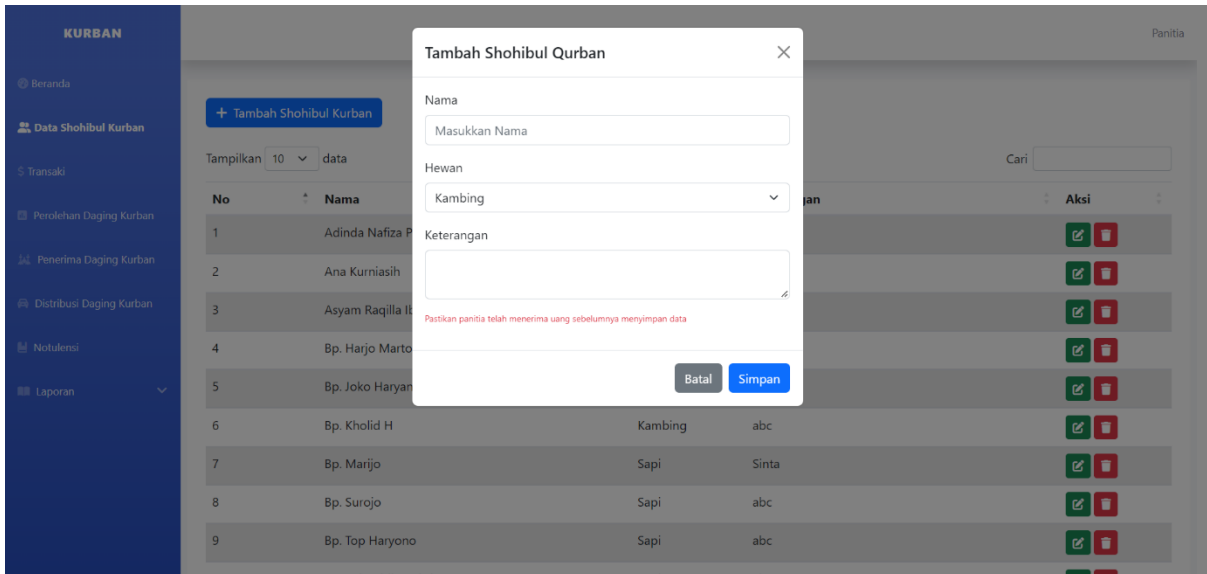 KURBAN
Panitia
Beranda
Data Shohibul Kurban
$ Transaki
Perolehan Daging Kurban
Penerima Daging Kurban
Distribusi Daging Kurban
Notulensi
Laporan
+ Tambah Shohibul Kurban
Tampilkan 10 data
Cari
No Nama Aksi
1 Adinda Nafiza
2 Ana Kurniasih
3 Asyam Raqilla
4 Bp. Harjo Marto
5 Bp. Joko Haryan
6 Bp. Kholid H Kambing abc
7 Bp. Marijo Sapi Sinta
8 Bp. Surojo Sapi abc
9 Bp. Top Haryono Sapi abc
Tambah Shohibul Qurban
Nama
Masukkan Nama
Hewan
Kambing
Keterangan
Pastikan panitia telah menerima uang sebelumnya menyimpan data
Batal Simpan